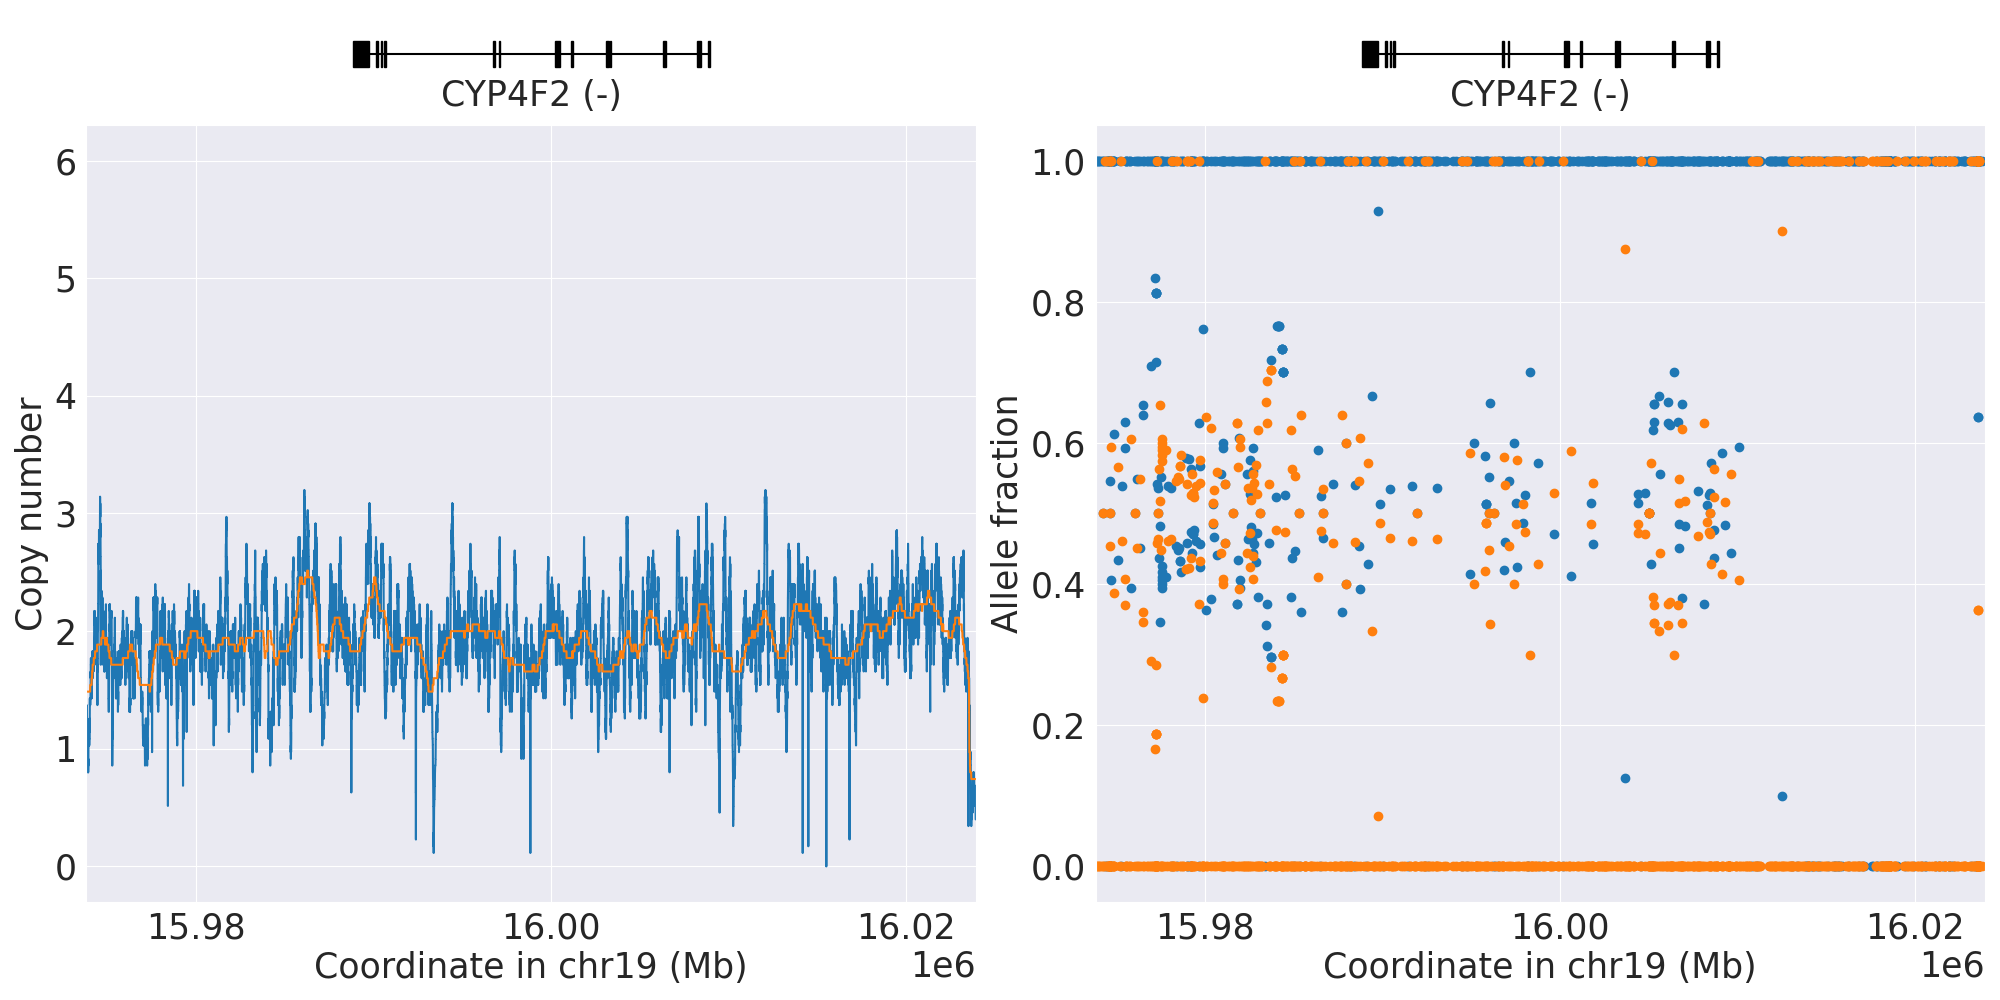 CYP4F2 (-)
6
5
4
3
2
1
0
Copy number
15.98
16.00
16.02
Coordinate in chr19 (Mb)
1e6
CYP4F2 (-)
1.0
0.8
0.6
0.4
0.2
0.0
Allele fraction
15.98
16.00
16.02
Coordinate in chr19 (Mb)
1e6